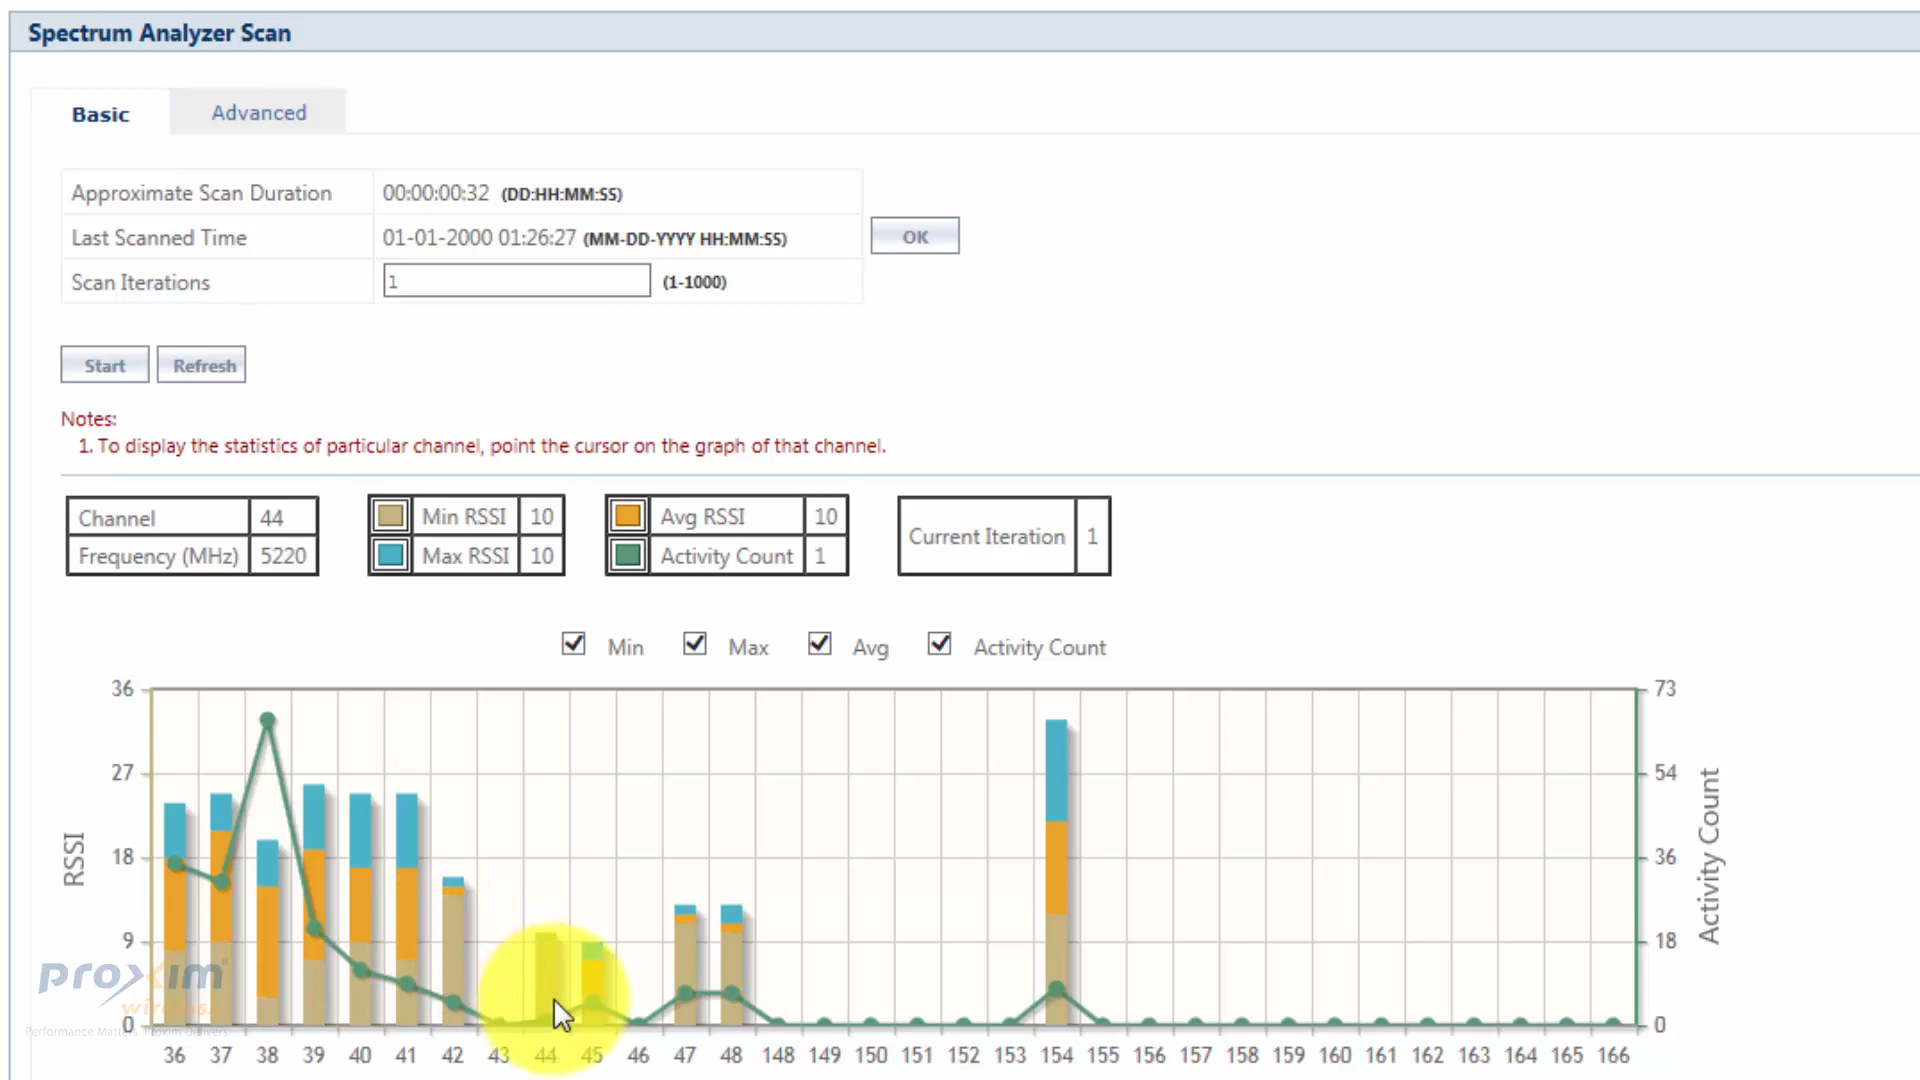 Spectrum Analyzer Scan
Basic Advanced
Approximate Scan Duration 00:00:00:32 (DD:HH:MM:SS)
Last Scanned Time 01-01-2000 01:26:27 (MM-DD-YYYY HH:MM:SS) OK
Scan Iterations 1 (1-1000)
Start Refresh
Notes:
1. To display the statistics of particular channel, point the cursor on the graph of that channel.
Channel 44 Min RSSI 10 Avg RSSI 10 Current Iteration 1
Frequency (MHz) 5220 Max RSSI 10 Activity Count 1
Min Max Avg Activity Count
36 73
27 54
18 36
9 18
0 0
RSSI
Activity Count
proxim
wireless
Performance Matters. Proxim Delivers.
36 37 38 39 40 41 42 43 44 45 46 47 48 148 149 150 151 152 153 154 155 156 157 158 159 160 161 162 163 164 165 166